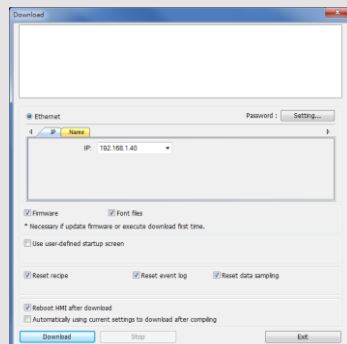 Download
Ethernet
Password : Setting...
IP Name
IP: 192.168.1.40
Firmware Font files
* Necessary if update firmware or execute download first time.
Use user-defined startup screen
Reset recipe Reset event log Reset data sampling
Reboot HMI after download
Automatically using current settings to download after compiling
Download Stop Exit